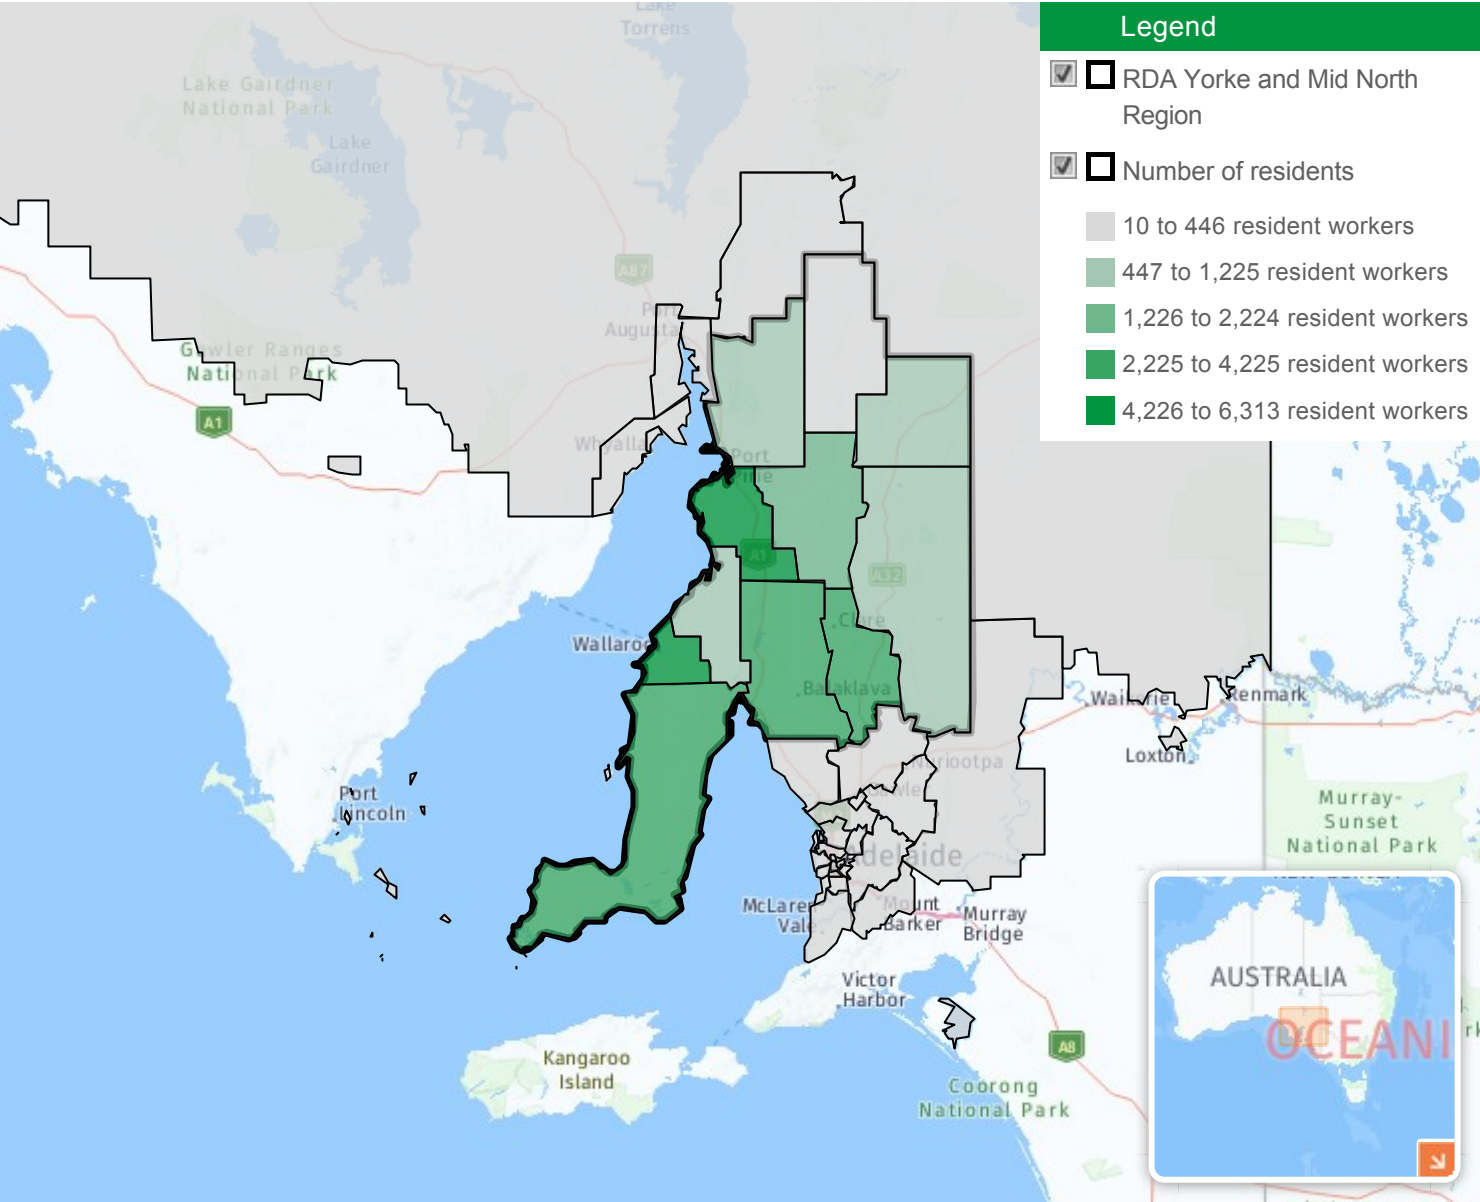 Lake
Torrens
Legend
Lake Gairdner
National Park
RDA Yorke and Mid North
Region
Lake
Gairdner
Number of residents
10 to 446 resident workers
A87
447 to 1,225 resident workers
Port
Augusta
1,226 to 2,224 resident workers
Gawler Ranges
National Park
2,225 to 4,225 resident workers
A1
4,226 to 6,313 resident workers
Whyalla
Port
Pirie
A1
A32
Clare
Wallaroo
Balaklava
Waikerie
Renmark
Loxton
Nuriootpa
Gawler
Port
Lincoln
Murray-
Sunset
National Park
Adelaide
McLaren
Vale
Mount
Barker
Murray
Bridge
Victor
Harbor
AUSTRALIA
OCEANI
A8
Kangaroo
Island
Coorong
National Park